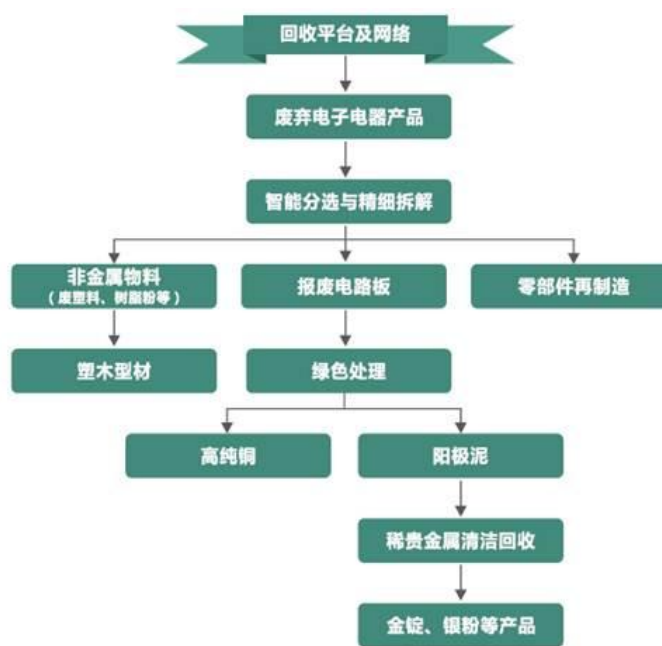 回收平台及网络
废弃电子电器产品
智能分选与精细拆解
非金属物料
（废塑料、树脂粉等）
报废电路板
零部件再制造
塑木型材
绿色处理
高纯铜
阳极泥
稀贵金属清洁回收
金锭、银粉等产品